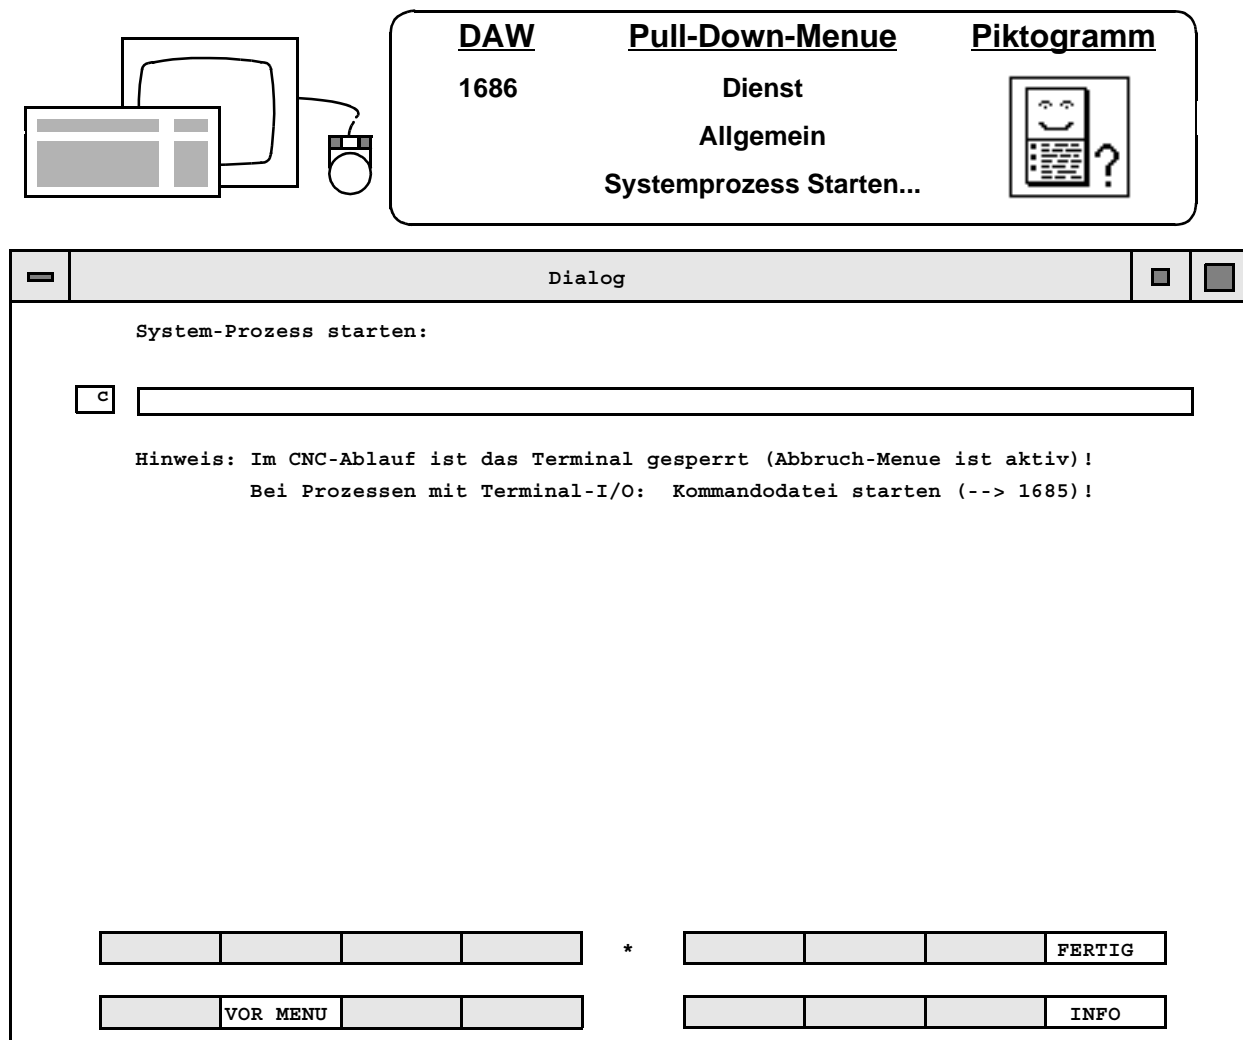 DAW Pull-Down-Menue Piktogramm
1686 Dienst
Allgemein
Systemprozess Starten...
?
Dialog
System-Prozess starten:
c
Hinweis: Im CNC-Ablauf ist das Terminal gesperrt (Abbruch-Menue ist aktiv)!
Bei Prozessen mit Terminal-I/O: Kommandodatei starten (--> 1685)!
* FERTIG
VOR MENU INFO